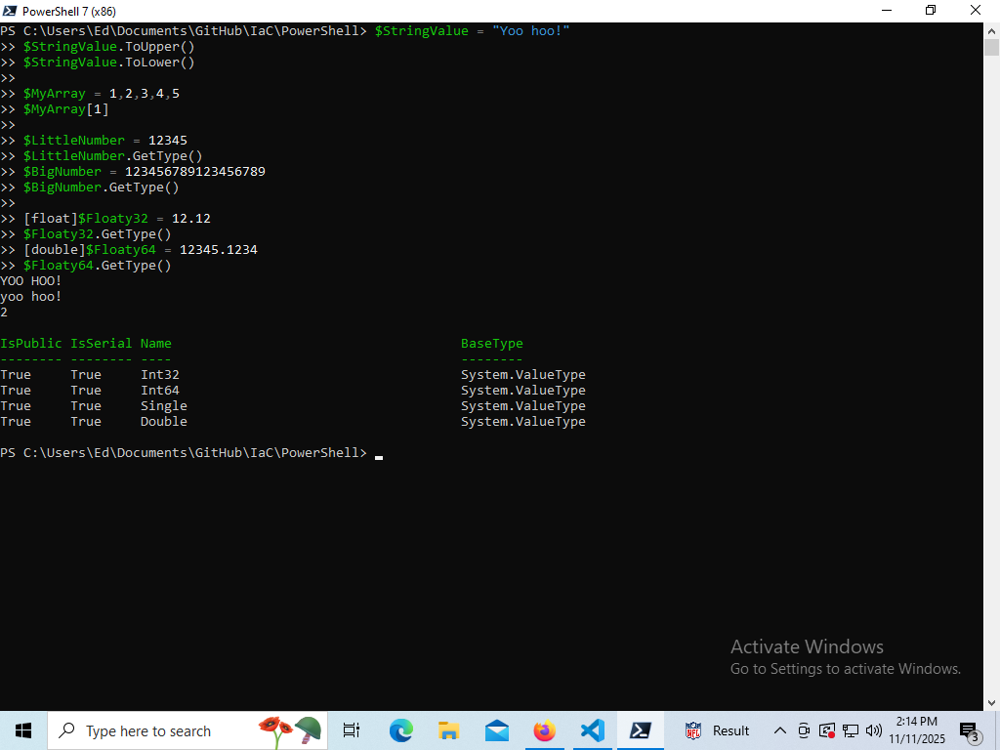 PowerShell 7 (x86)
PS C:\Users\Ed\Documents\GitHub\IaC\PowerShell> $StringValue = "Yoo hoo!"
>> $StringValue.ToUpper()
>> $StringValue.ToLower()
>>
>> $MyArray = 1,2,3,4,5
>> $MyArray[1]
>>
>> $LittleNumber = 12345
>> $LittleNumber.GetType()
>> $BigNumber = 123456789123456789
>> $BigNumber.GetType()
>>
>> [float]$Floaty32 = 12.12
>> $Floaty32.GetType()
>> [double]$Floaty64 = 12345.1234
>> $Floaty64.GetType()
YOO HOO!
yoo hoo!
2
IsPublic IsSerial Name BaseType
-------- -------- ---- --------
True True Int32 System.ValueType
True True Int64 System.ValueType
True True Single System.ValueType
True True Double System.ValueType
PS C:\Users\Ed\Documents\GitHub\IaC\PowerShell>
Activate Windows
Go to Settings to activate Windows.
Type here to search
NFL
Result
2:14 PM
11/11/2025
3